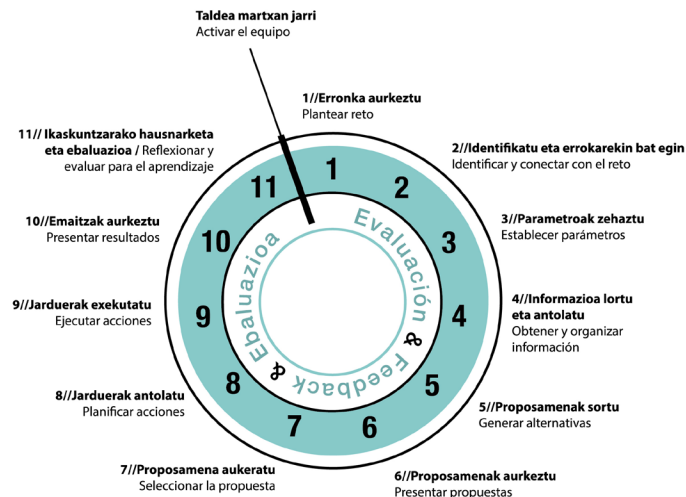 Taldea martxan jarri
Activar el equipo
1//Erronka aurkeztu
Plantear reto
2//Identifikatu eta errokarekin bat egin
Identificar y conectar con el reto
3//Parametroak zehaztu
Establecer parámetros
4//Informazioa lortu
eta antolatu
Obtener y organizar
información
5//Proposamenak sortu
Generar alternativas
6//Proposamenak aurkeztu
Presentar propuestas
7//Proposamena aukeratu
Seleccionar la propuesta
8//Jarduerak antolatu
Planificar acciones
9//Jarduerak exekutatu
Ejecutar acciones
10//Emaitzak aurkeztu
Presentar resultados
11// Ikaskuntzarako hausnarketa
eta ebaluazioa / Reflexionar y
evaluar para el aprendizaje
1
2
3
4
5
6
7
8
9
10
11
Evaluación & Feedback & Ebaluazioa